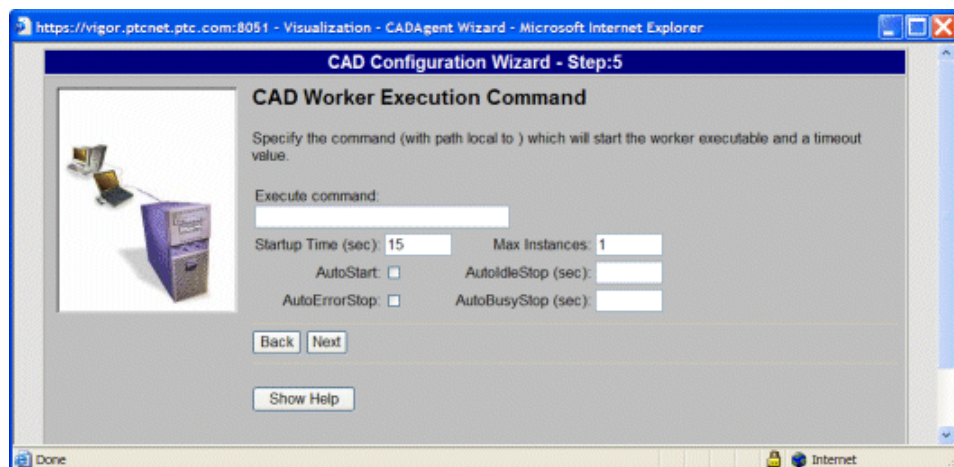 https://vigor.ptcnet.ptc.com:8051 - Visualization - CADAgent Wizard - Microsoft Internet Explorer
CAD Configuration Wizard - Step:5
CAD Worker Execution Command
Specify the command (with path local to ) which will start the worker executable and a timeout
value.
Execute command:
Startup Time (sec): 15 Max Instances: 1
AutoStart: AutoIdleStop (sec):
AutoErrorStop: AutoBusyStop (sec):
Back Next
Show Help
Done Internet